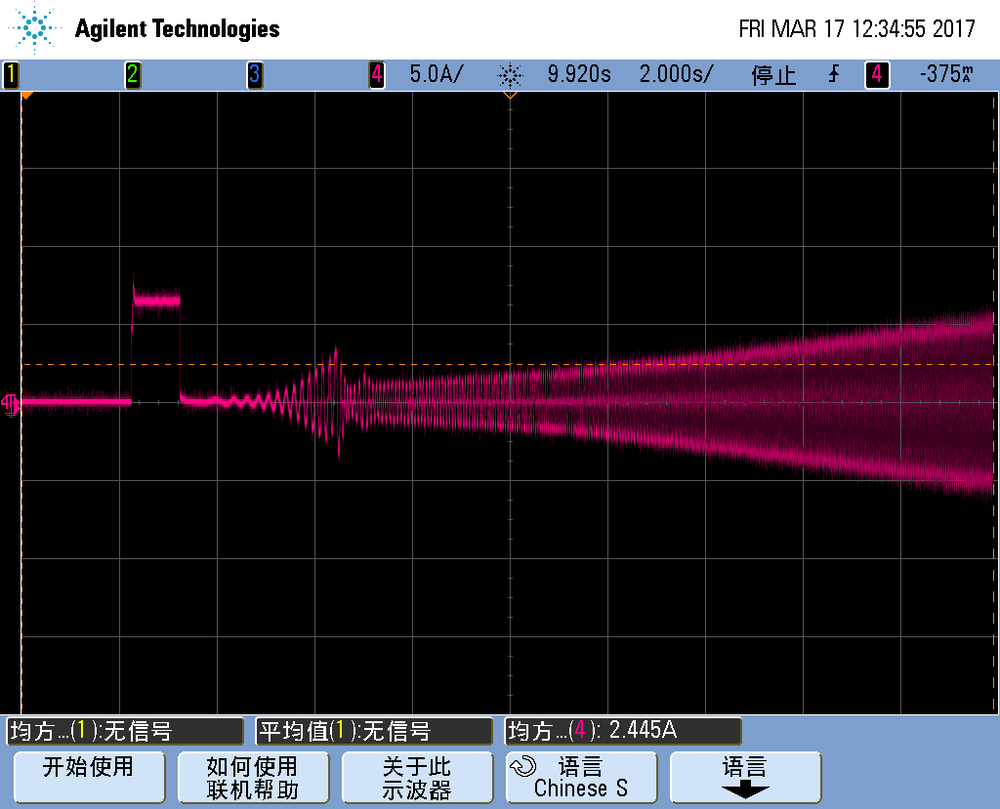 Agilent Technologies FRI MAR 17 12:34:55 2017
1 2 3 4 5.0A/ 9.920s 2.000s/ 停止 4 -375mA
4
均方...(1):无信号 平均值(1):无信号 均方...(4): 2.445A
开始使用 如何使用 关于此 语言 语言
联机帮助 示波器 Chinese S